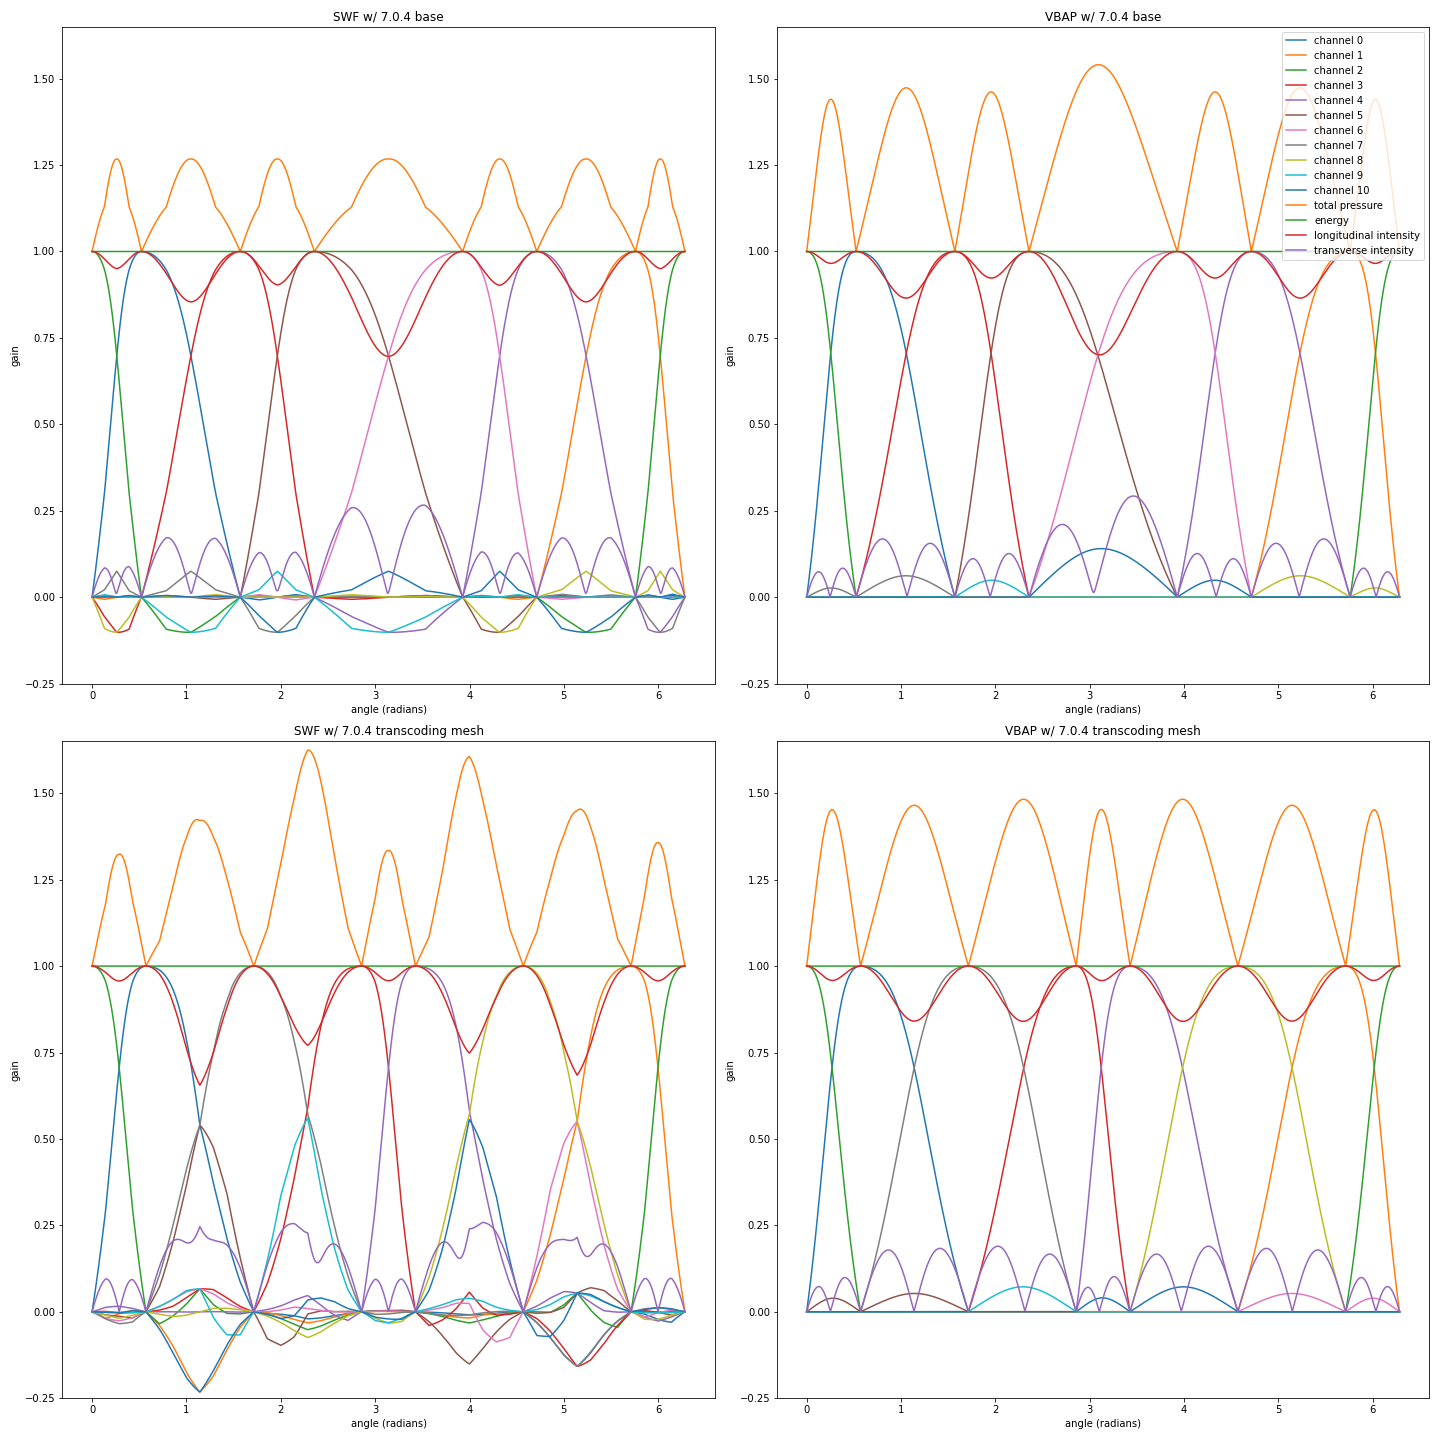 SWF w/ 7.0.4 base
1.50
1.25
1.00
0.75
0.50
0.25
0.00
−0.25
gain
0 1 2 3 4 5 6
angle (radians)
VBAP w/ 7.0.4 base
channel 0
channel 1
channel 2
channel 3
channel 4
channel 5
channel 6
channel 7
channel 8
channel 9
channel 10
total pressure
energy
longitudinal intensity
transverse intensity
1.50
1.25
1.00
0.75
0.50
0.25
0.00
−0.25
gain
0 1 2 3 4 5 6
angle (radians)
SWF w/ 7.0.4 transcoding mesh
1.50
1.25
1.00
0.75
0.50
0.25
0.00
−0.25
gain
0 1 2 3 4 5 6
angle (radians)
VBAP w/ 7.0.4 transcoding mesh
1.50
1.25
1.00
0.75
0.50
0.25
0.00
−0.25
gain
0 1 2 3 4 5 6
angle (radians)